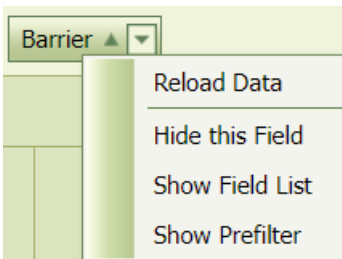 Barrier
Reload Data
Hide this Field
Show Field List
Show Prefilter